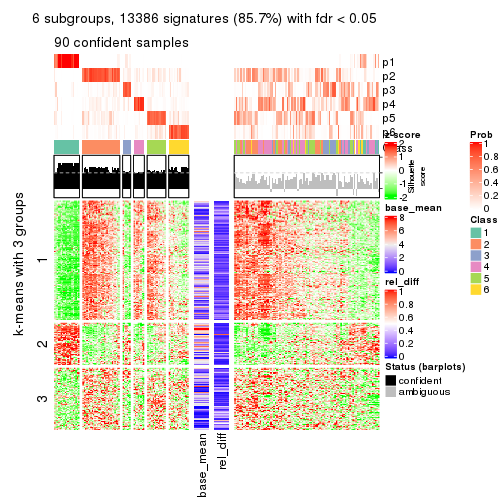 6 subgroups, 13386 signatures (85.7%) with fdr < 0.05
90 confident samples
p1
p2
p3
p4
p5
p6
z-score
2
-2
Class
Silhouette
score
Prob
1
0.8
0.6
0.4
0.2
0
base_mean
8
6
4
2
0
Class
1
2
3
4
5
6
rel_diff
1
0.8
0.6
0.4
0.2
0
Status (barplots)
confident
ambiguous
k-means with 3 groups
1
2
3
base_mean
rel_diff